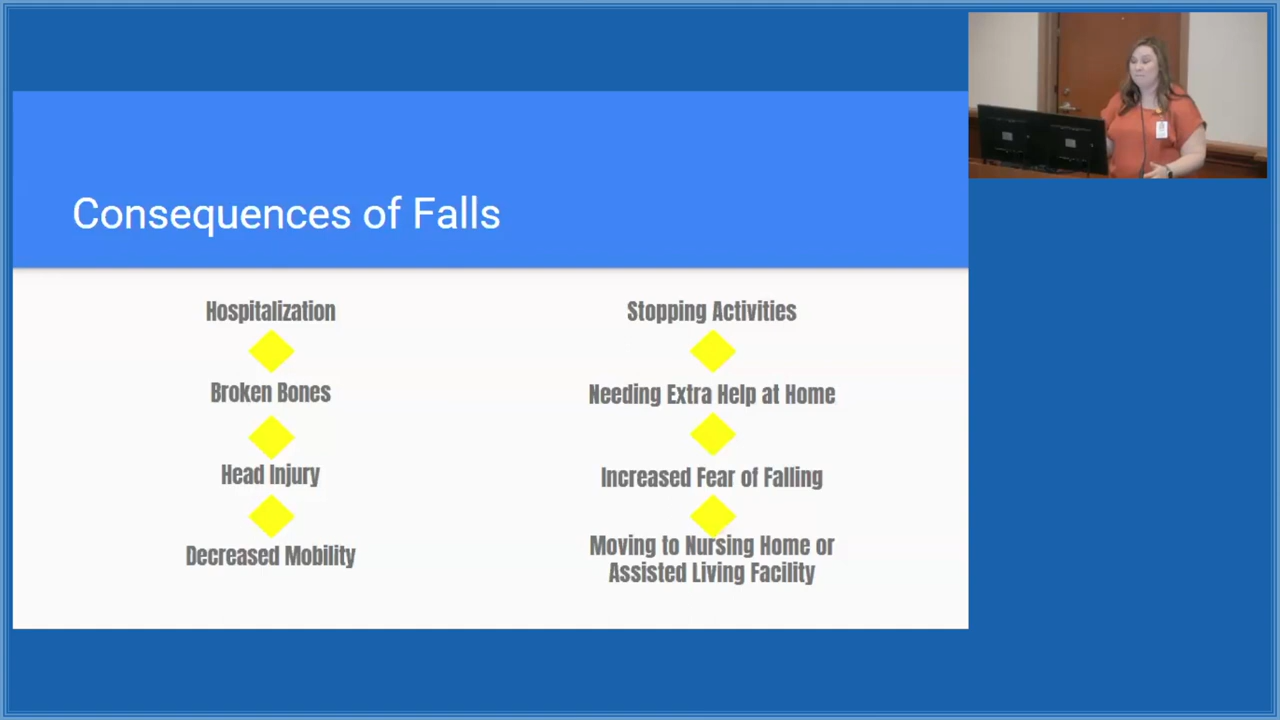 Consequences of Falls
Hospitalization
Broken Bones
Head Injury
Decreased Mobility
Stopping Activities
Needing Extra Help at Home
Increased Fear of Falling
Moving to Nursing Home or
Assisted Living Facility